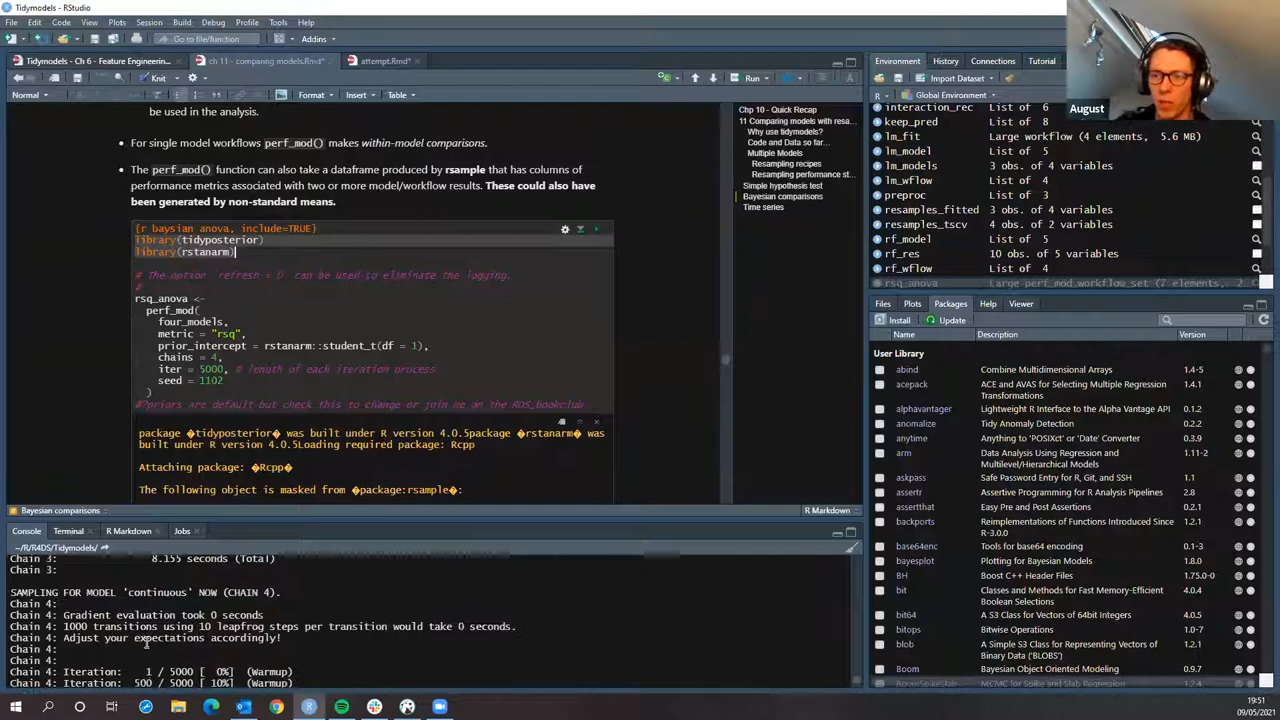 Tidymodels - RStudio
File Edit Code View Plots Session Build Debug Profile Tools Help
Go to file/function Addins
Tidymodels - Ch 6 - Feature Engineerin... ch 11 - comparing models.Rmd* attempt.Rmd*
Knit Run
Normal Format Insert Table
be used in the analysis.
• For single model workflows perf_mod() makes within-model comparisons.
• The perf_mod() function can also take a dataframe produced by rsample that has columns of
performance metrics associated with two or more model/workflow results. These could also have
been generated by non-standard means.
{r baysian anova, include=TRUE}
library(tidyposterior)
library(rstanarm)
# The option refresh = 0 can be used to eliminate the logging.
#
rsq_anova <-
perf_mod(
four_models,
metric = "rsq",
prior_intercept = rstanarm::student_t(df = 1),
chains = 4,
iter = 5000, # length of each iteration process
seed = 1102
)
#?priors are default but check this to change or join me on the ROS_Bookclub
package �tidyposterior� was built under R version 4.0.5package �rstanarm� was
built under R version 4.0.5Loading required package: Rcpp
Attaching package: �Rcpp�
The following object is masked from �package:rsample�:
Chp 10 - Quick Recap
11 Comparing models with resa...
Why use tidymodels?
Code and Data so far...
Multiple Models
Resampling recipes
Resampling performance st...
Simple hypothesis test
Bayesian comparisons
Time series
Bayesian comparisons R Markdown
Console Terminal R Markdown Jobs
~/R/R4DS/Tidymodels/
Chain 3: 8.155 seconds (Total)
Chain 3:
SAMPLING FOR MODEL 'continuous' NOW (CHAIN 4).
Chain 4:
Chain 4: Gradient evaluation took 0 seconds
Chain 4: 1000 transitions using 10 leapfrog steps per transition would take 0 seconds.
Chain 4: Adjust your expectations accordingly!
Chain 4:
Chain 4:
Chain 4: Iteration: 1 / 5000 [ 0%] (Warmup)
Chain 4: Iteration: 500 / 5000 [ 10%] (Warmup)
Environment History Connections Tutorial
Import Dataset
R Global Environment
August
interaction_rec List of 6
keep_pred List of 8
lm_fit Large workflow (4 elements, 5.6 MB)
lm_model List of 5
lm_models 3 obs. of 4 variables
lm_wflow List of 4
preproc List of 3
resamples_fitted 3 obs. of 4 variables
resamples_tscv 4 obs. of 2 variables
rf_model List of 5
rf_res 10 obs. of 5 variables
rf_wflow List of 4
rsq_anova Large perf_mod_workflow_set (7 elements, 2...
Files Plots Packages Help Viewer
Install Update
Name Description Version
User Library
abind Combine Multidimensional Arrays 1.4-5
acepack ACE and AVAS for Selecting Multiple Regression 1.4.1
Transformations
alphavantager Lightweight R Interface to the Alpha Vantage API 0.1.2
anomalize Tidy Anomaly Detection 0.2.2
anytime Anything to 'POSIXct' or 'Date' Converter 0.3.9
arm Data Analysis Using Regression and 1.11-2
Multilevel/Hierarchical Models
askpass Safe Password Entry for R, Git, and SSH 1.1
assertr Assertive Programming for R Analysis Pipelines 2.8
assertthat Easy Pre and Post Assertions 0.2.1
backports Reimplementations of Functions Introduced Since 1.2.1
R-3.0.0
base64enc Tools for base64 encoding 0.1-3
bayesplot Plotting for Bayesian Models 1.8.0
BH Boost C++ Header Files 1.75.0-0
bit Classes and Methods for Fast Memory-Efficient 4.0.4
Boolean Selections
bit64 A S3 Class for Vectors of 64bit Integers 4.0.5
bitops Bitwise Operations 1.0-7
blob A Simple S3 Class for Representing Vectors of 1.2.1
Binary Data ('BLOBS')
Boom Bayesian Object Oriented Modeling 0.9.7
BoomSpikeSlab MCMC for Spike and Slab Regression 1.2.4
19:51
09/05/2021